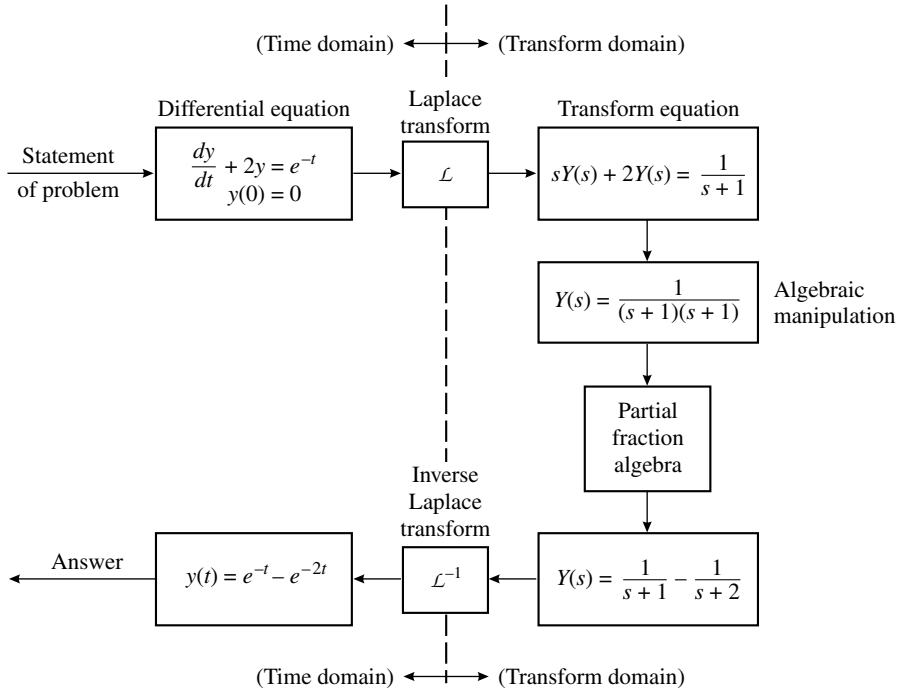 (Time domain) (Transform domain)
Differential equation
Laplace
transform
Transform equation
Statement
of problem
dy/dt + 2y = e^{-t}
y(0) = 0
ℒ
sY(s) + 2Y(s) = 1/(s + 1)
Y(s) = 1/((s + 1)(s + 1))
Algebraic
manipulation
Partial
fraction
algebra
Inverse
Laplace
transform
Answer
y(t) = e^{-t} – e^{-2t}
ℒ^{-1}
Y(s) = 1/(s + 1) – 1/(s + 2)
(Time domain) (Transform domain)